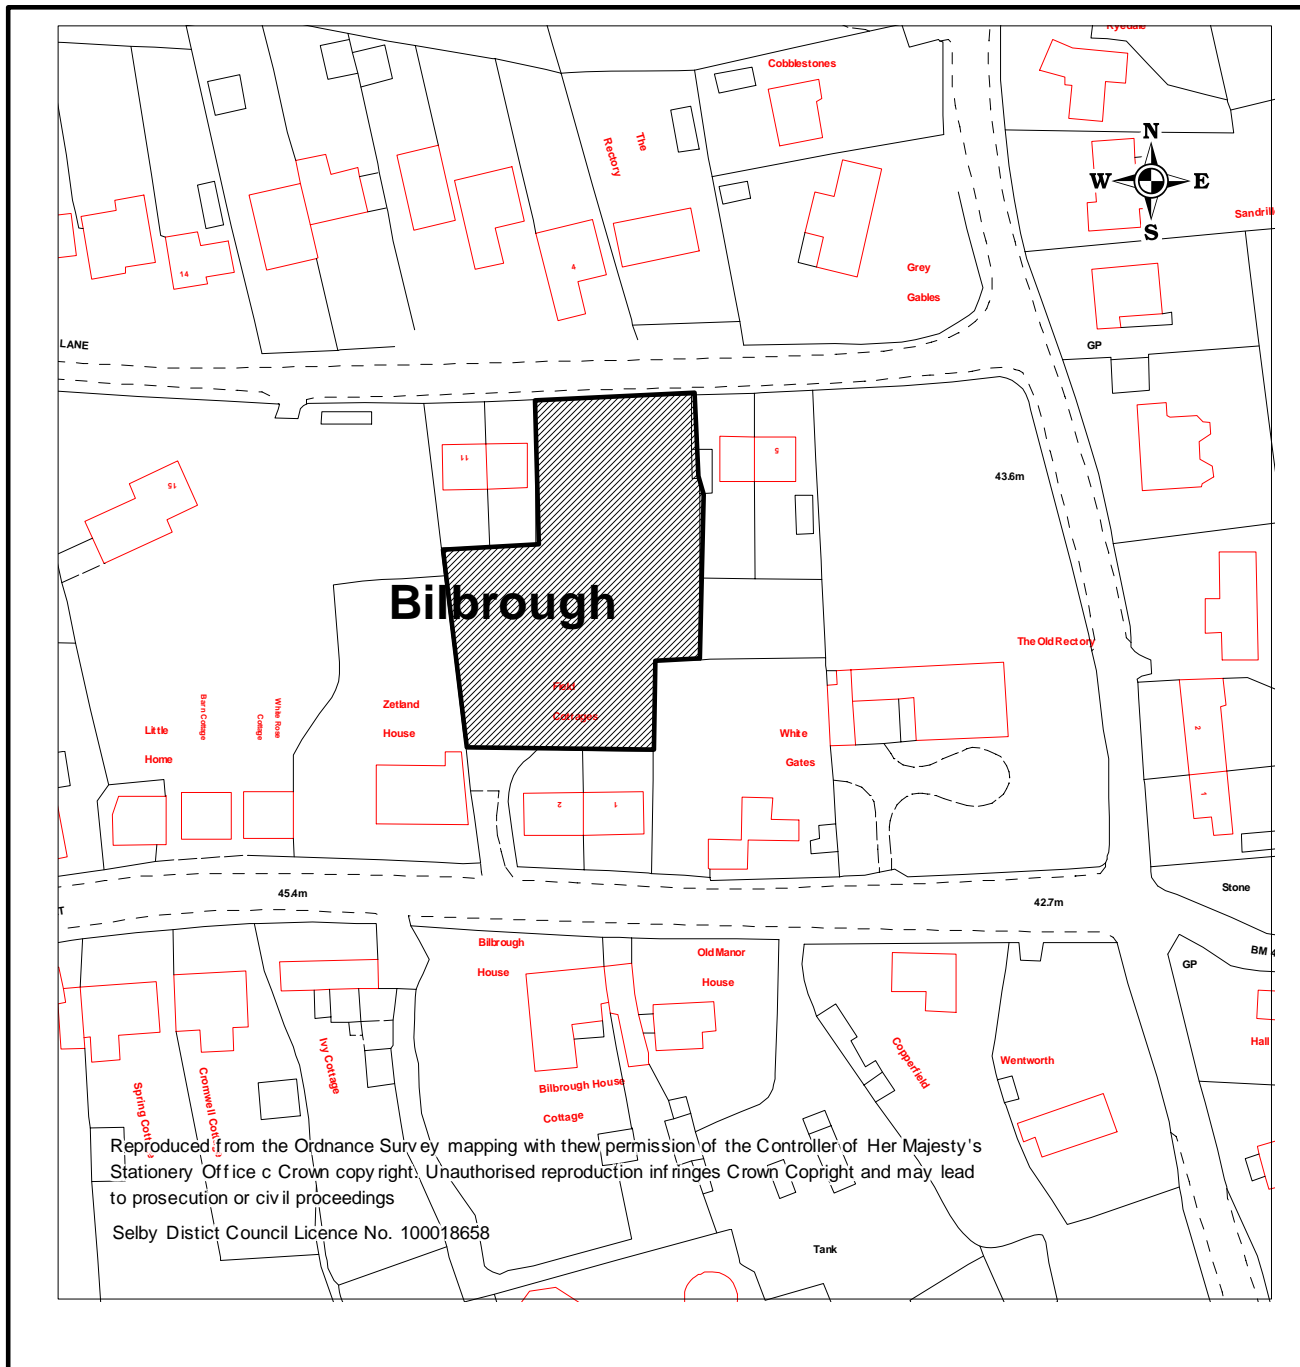 Ryedale
Cobblestones
The
Rectory
N
W E
S
Sandrill
14
4
Grey
Gables
LANE
GP
11
5
15
43.6m
Bilbrough
The Old Rectory
Field
Cottages
Barn Cottage
White Rose
Cottage
Zetland
House
Little
Home
White
Gates
2
2
1
1
45.4m
42.7m
Stone
T
Bilbrough
House
Old Manor
House
GP
BM 4
Ivy Cottage
Copperfield
Wentworth
Hall
Spring Cotta
Cromwell Cott
Bilbrough House
Cottage
Reproduced from the Ordnance Survey mapping with thew permission of the Controller of Her Majesty's
Stationery Office c Crown copyright. Unauthorised reproduction infringes Crown Copright and may lead
to prosecution or civil proceedings
Selby Distict Council Licence No. 100018658
Tank